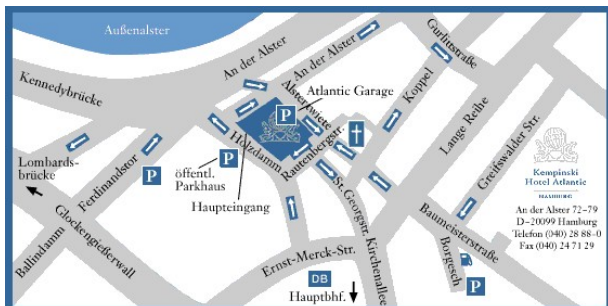 Außenalster
Kennedybrücke
An der Alster
An der Alster
Gurlittstraße
Koppel
Lange Reihe
Greifswalder Str.
Alstertwiete
P
Atlantic Garage
Rautenbergstr.
Holzdamm
P
öffentl.
Parkhaus
Haupteingang
P
Ferdinandstor
Lombards-
brücke
Glockengießerwall
Ballindamm
St. Georgstr.
Kirchenallee
Ernst-Merck-Str.
DB
Hauptbhf.
Baumeisterstraße
Borgesch
P
Kempinski
Hotel Atlantic
HAMBURG
An der Alster 72–79
D–20099 Hamburg
Telefon (040) 28 88–0
Fax (040) 24 71 29